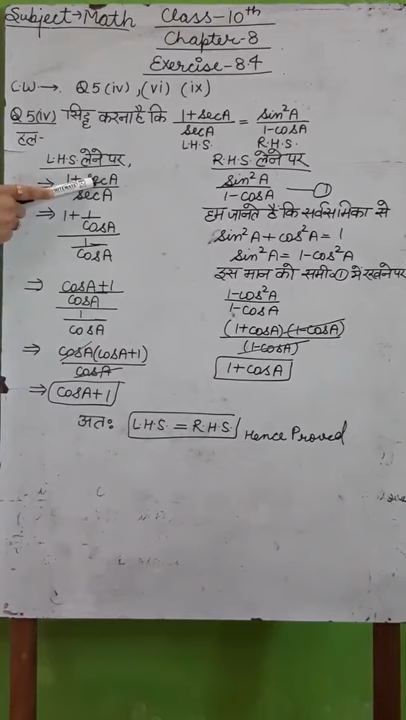 Subject→Math Class-10th
Chapter-8
Exercise-8.4
C.W→. Q5(iv),(vi) (ix)
Q5(iv) सिद्ध करना है कि (1+secA)/secA = sin²A/(1-cosA)
L.H.S. R.H.S.
हल-
L.H.S. लेने पर,
⇒ (1+secA)/secA
⇒ (1+1/cosA)/(1/cosA)
⇒ ((cosA+1)/cosA)/(1/cosA)
⇒ cosA(cosA+1)/cosA
⇒ cosA+1
R.H.S. लेने पर
sin²A/(1-cosA) —①
हम जानते हैं कि सर्वसमिका से
sin²A+cos²A=1
sin²A=1-cos²A
इस मान को समी① में रखने पर
(1-cos²A)/(1-cosA)
(1+cosA)(1-cosA)/(1-cosA)
1+cosA
अतः L.H.S. = R.H.S. Hence Proved